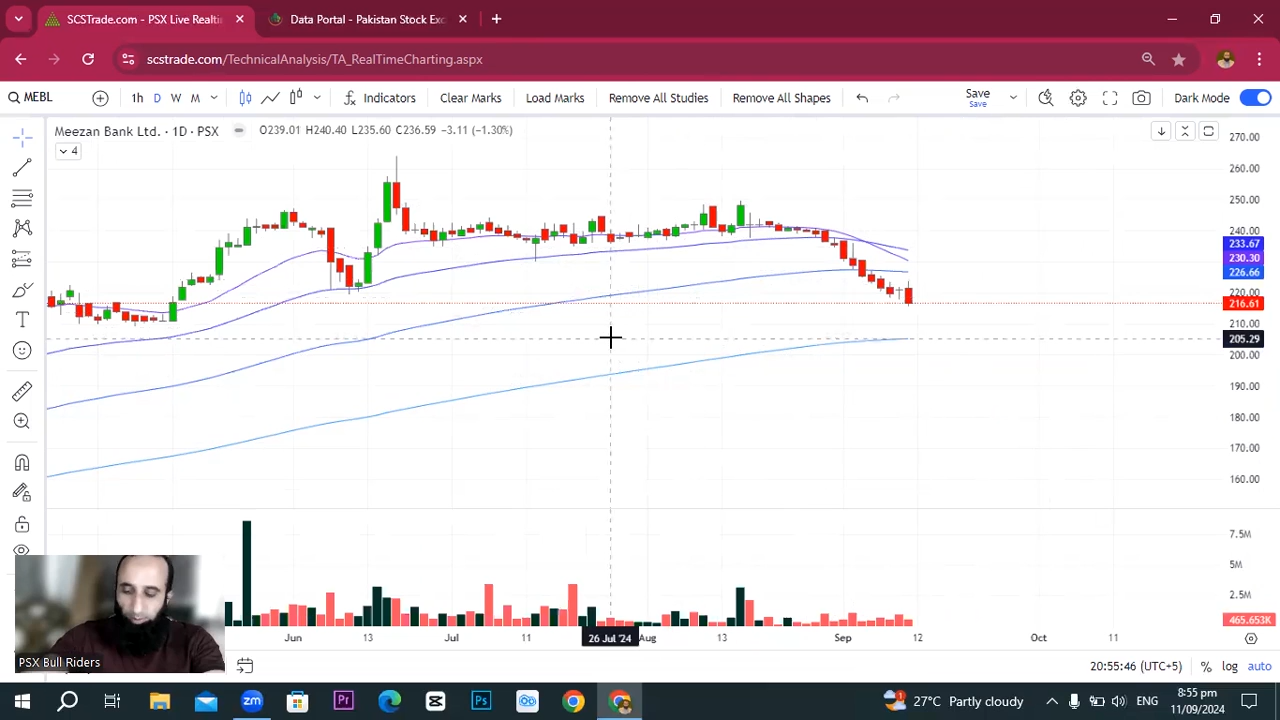 SCSTrade.com - PSX Live Realti
Data Portal - Pakistan Stock Exc
scstrade.com/TechnicalAnalysis/TA_RealTimeCharting.aspx
MEBL 1h D W M Indicators Clear Marks Load Marks Remove All Studies Remove All Shapes Save Save Dark Mode
Meezan Bank Ltd. · 1D · PSX O239.01 H240.40 L235.60 C236.59 −3.11 (−1.30%)
4
270.00
260.00
250.00
240.00
233.67
230.30
226.66
220.00
216.61
210.00
205.29
200.00
190.00
180.00
170.00
160.00
7.5M
5M
2.5M
465.653K
Jun 13 Jul 11 26 Jul '24 Aug 13 Sep 12 Oct 11
PSX Bull Riders
20:55:46 (UTC+5) % log auto
zm Pr Ps 1 27°C Partly cloudy ENG 8:55 pm
11/09/2024